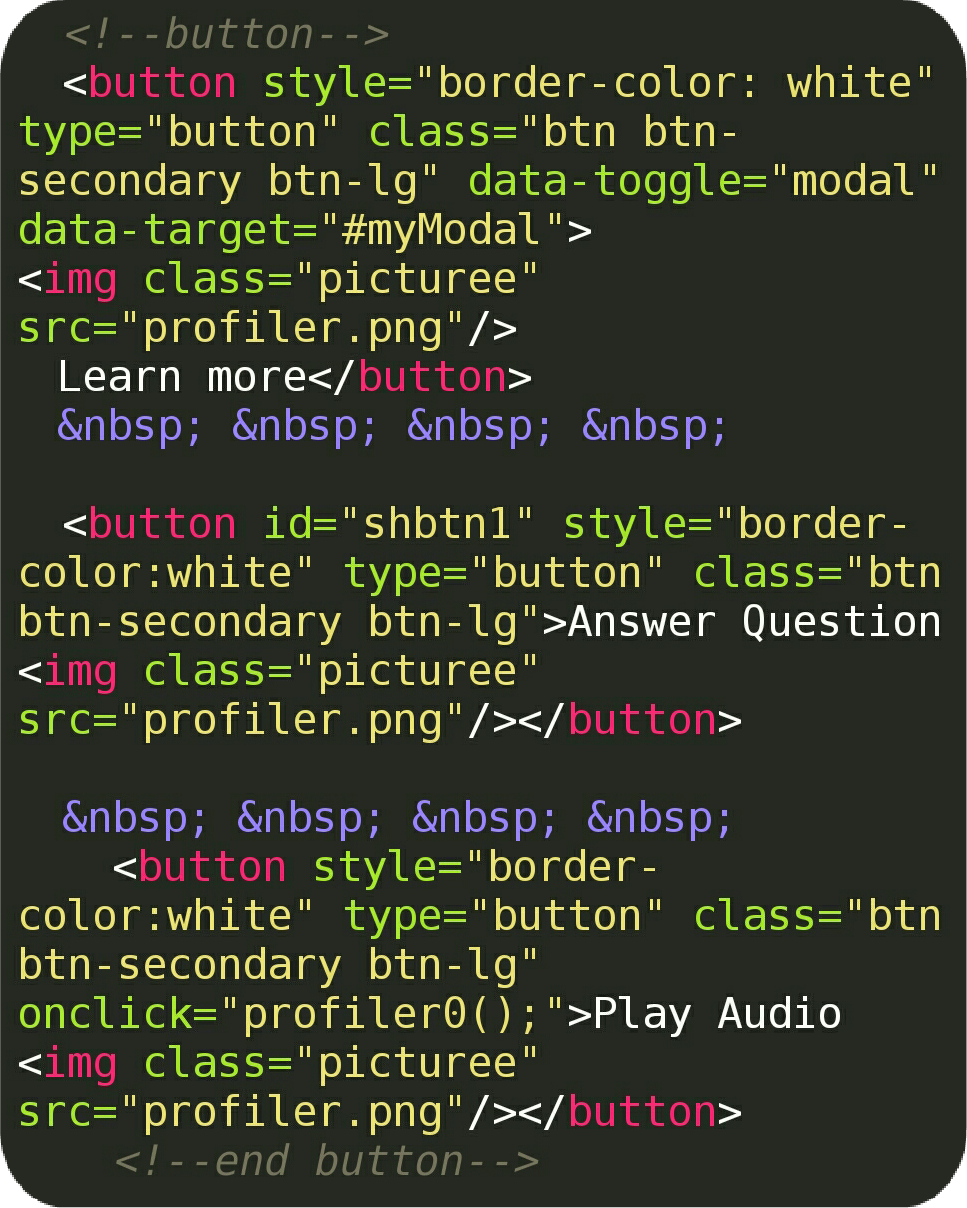 <!--button-->
<button style="border-color: white"
type="button" class="btn btn-
secondary btn-lg" data-toggle="modal"
data-target="#myModal">
<img class="picturee"
src="profiler.png"/>
Learn more</button>
&nbsp; &nbsp; &nbsp; &nbsp;
<button id="shbtn1" style="border-
color:white" type="button" class="btn
btn-secondary btn-lg">Answer Question
<img class="picturee"
src="profiler.png"/></button>
&nbsp; &nbsp; &nbsp; &nbsp;
<button style="border-
color:white" type="button" class="btn
btn-secondary btn-lg"
onclick="profiler0();">Play Audio
<img class="picturee"
src="profiler.png"/></button>
<!--end button-->